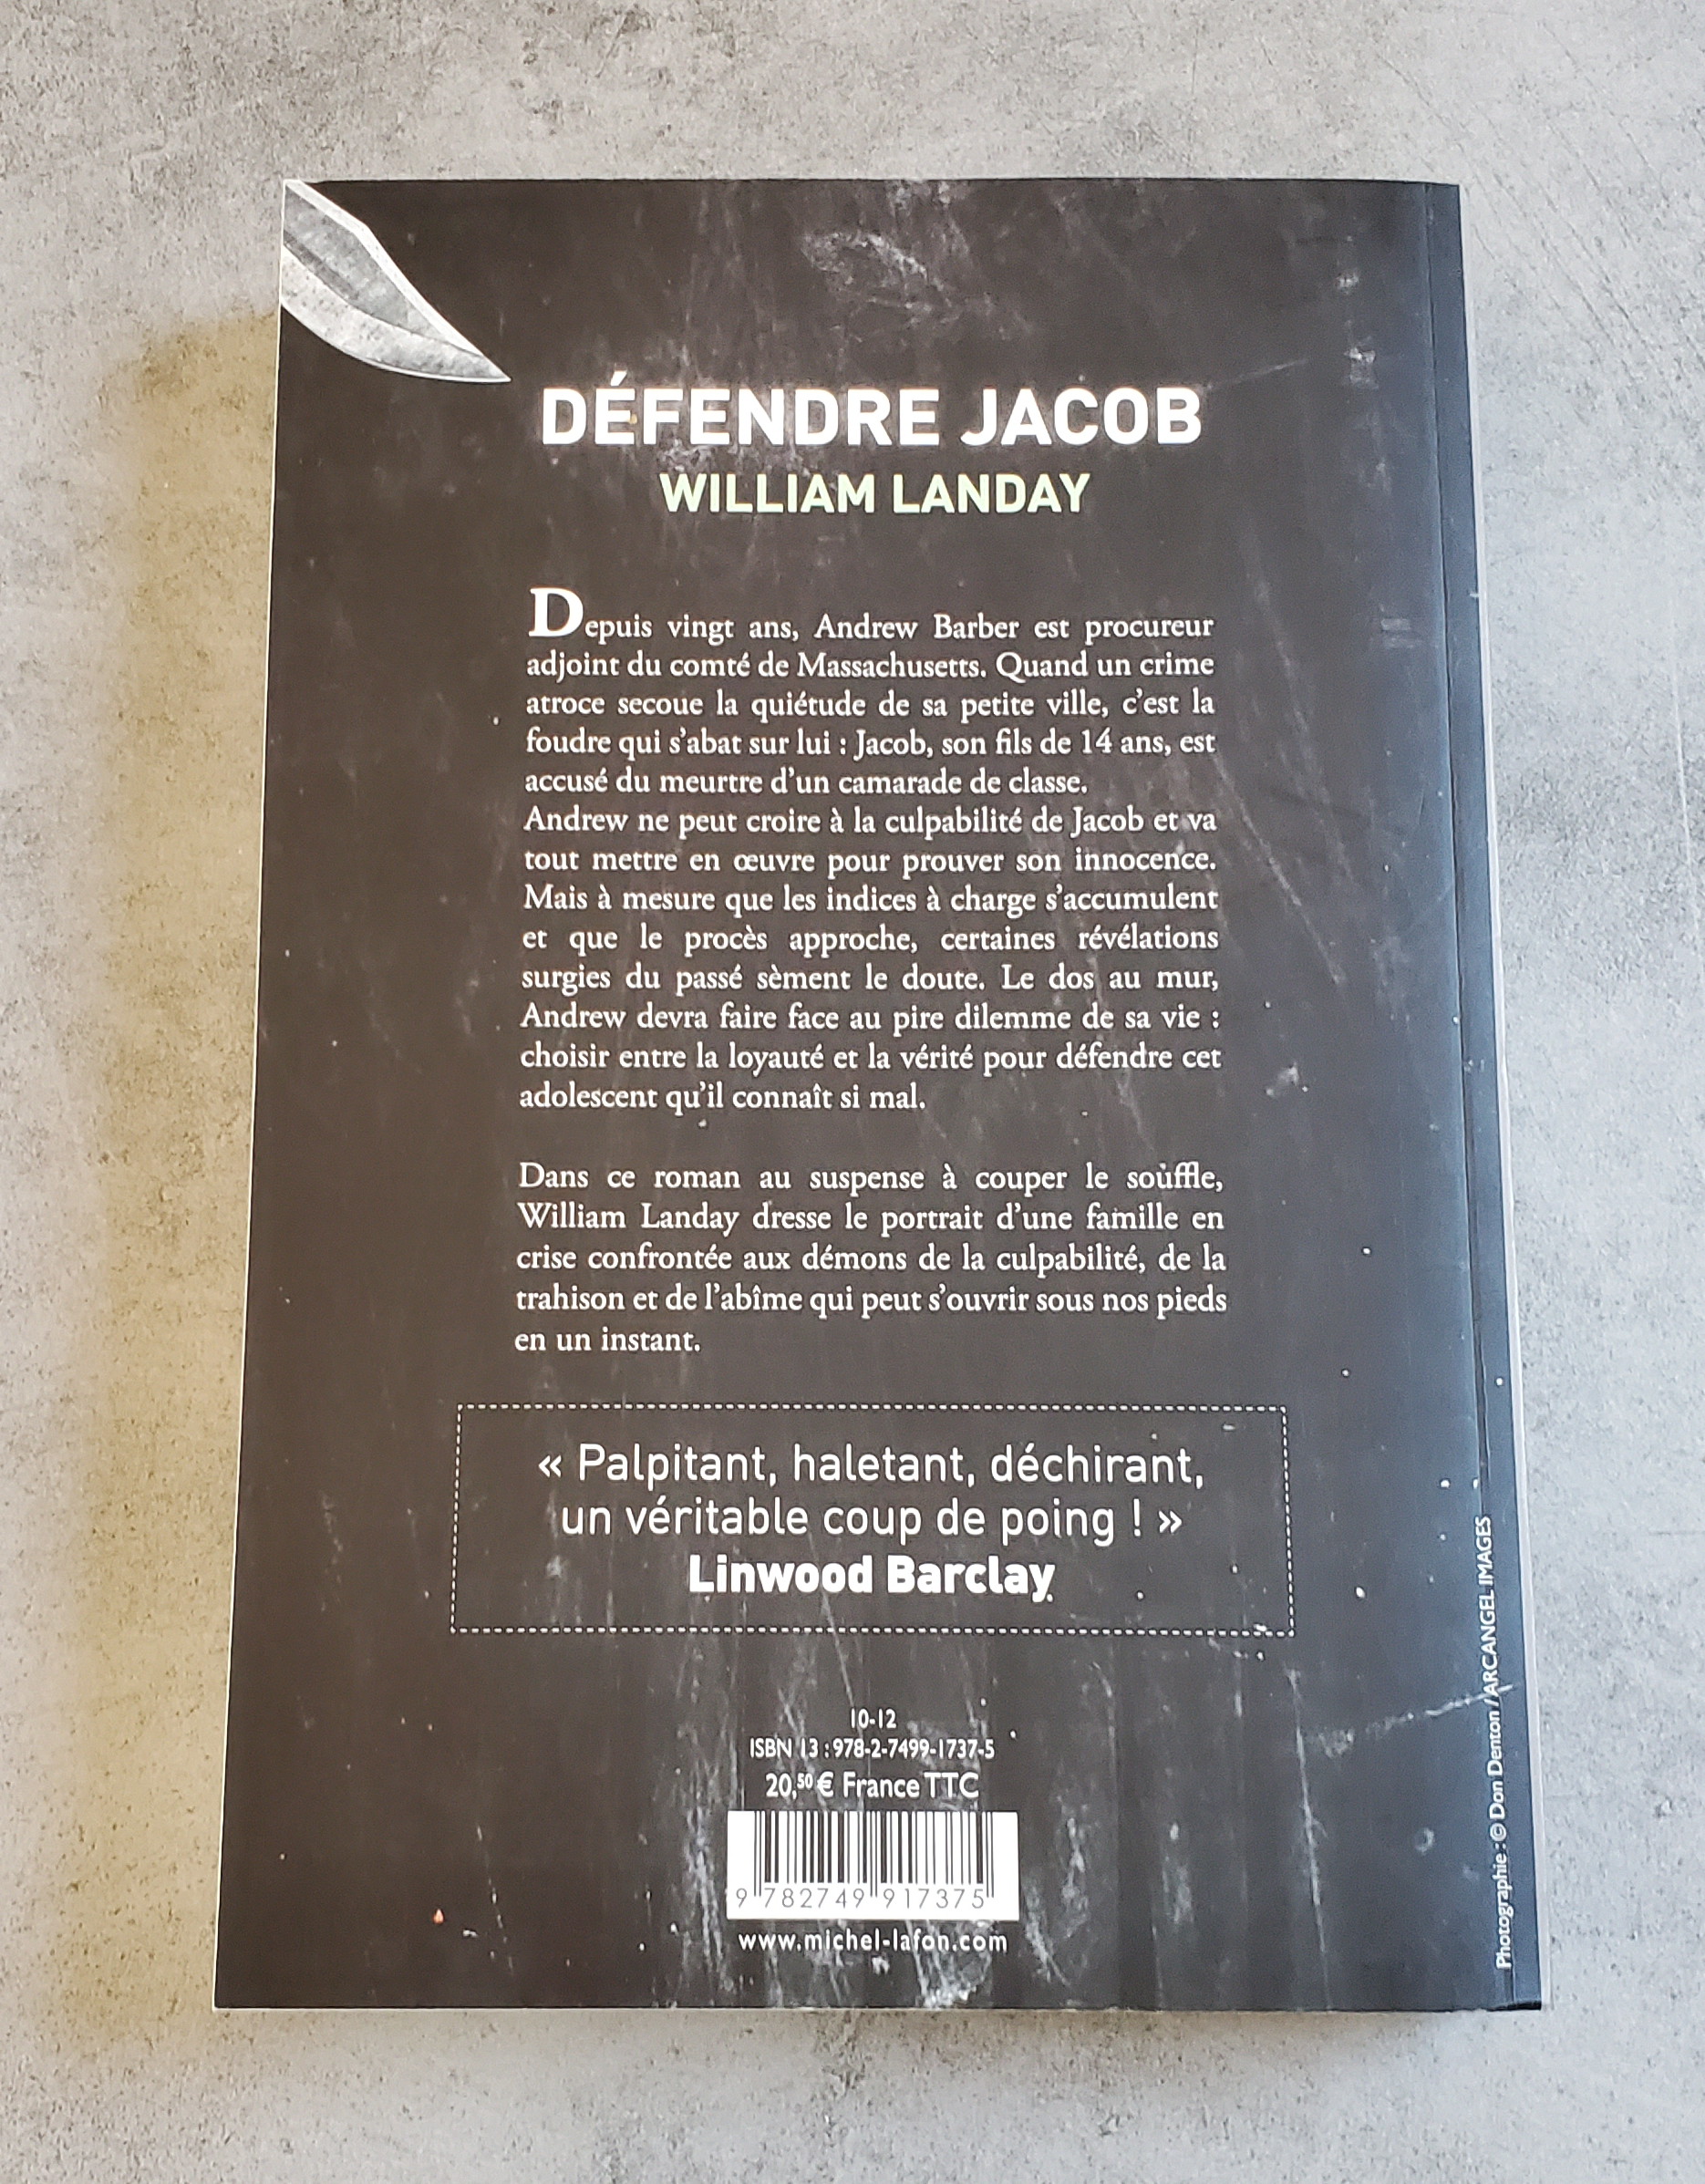 DÉFENDRE JACOB
WILLIAM LANDAY
Depuis vingt ans, Andrew Barber est procureur
adjoint du comté de Massachusetts. Quand un crime
atroce secoue la quiétude de sa petite ville, c’est la
foudre qui s’abat sur lui : Jacob, son fils de 14 ans, est
accusé du meurtre d’un camarade de classe.
Andrew ne peut croire à la culpabilité de Jacob et va
tout mettre en œuvre pour prouver son innocence.
Mais à mesure que les indices à charge s’accumulent
et que le procès approche, certaines révélations
surgies du passé sèment le doute. Le dos au mur,
Andrew devra faire face au pire dilemme de sa vie :
choisir entre la loyauté et la vérité pour défendre cet
adolescent qu’il connaît si mal.
Dans ce roman au suspense à couper le souffle,
William Landay dresse le portrait d’une famille en
crise confrontée aux démons de la culpabilité, de la
trahison et de l’abîme qui peut s’ouvrir sous nos pieds
en un instant.
« Palpitant, haletant, déchirant,
un véritable coup de poing ! »
Linwood Barclay
10-12
ISBN 13 : 978-2-7499-1737-5
20,50 € France TTC
9 782749 917375
www.michel-lafon.com
Photographie : © Don Denton / ARCANGEL IMAGES